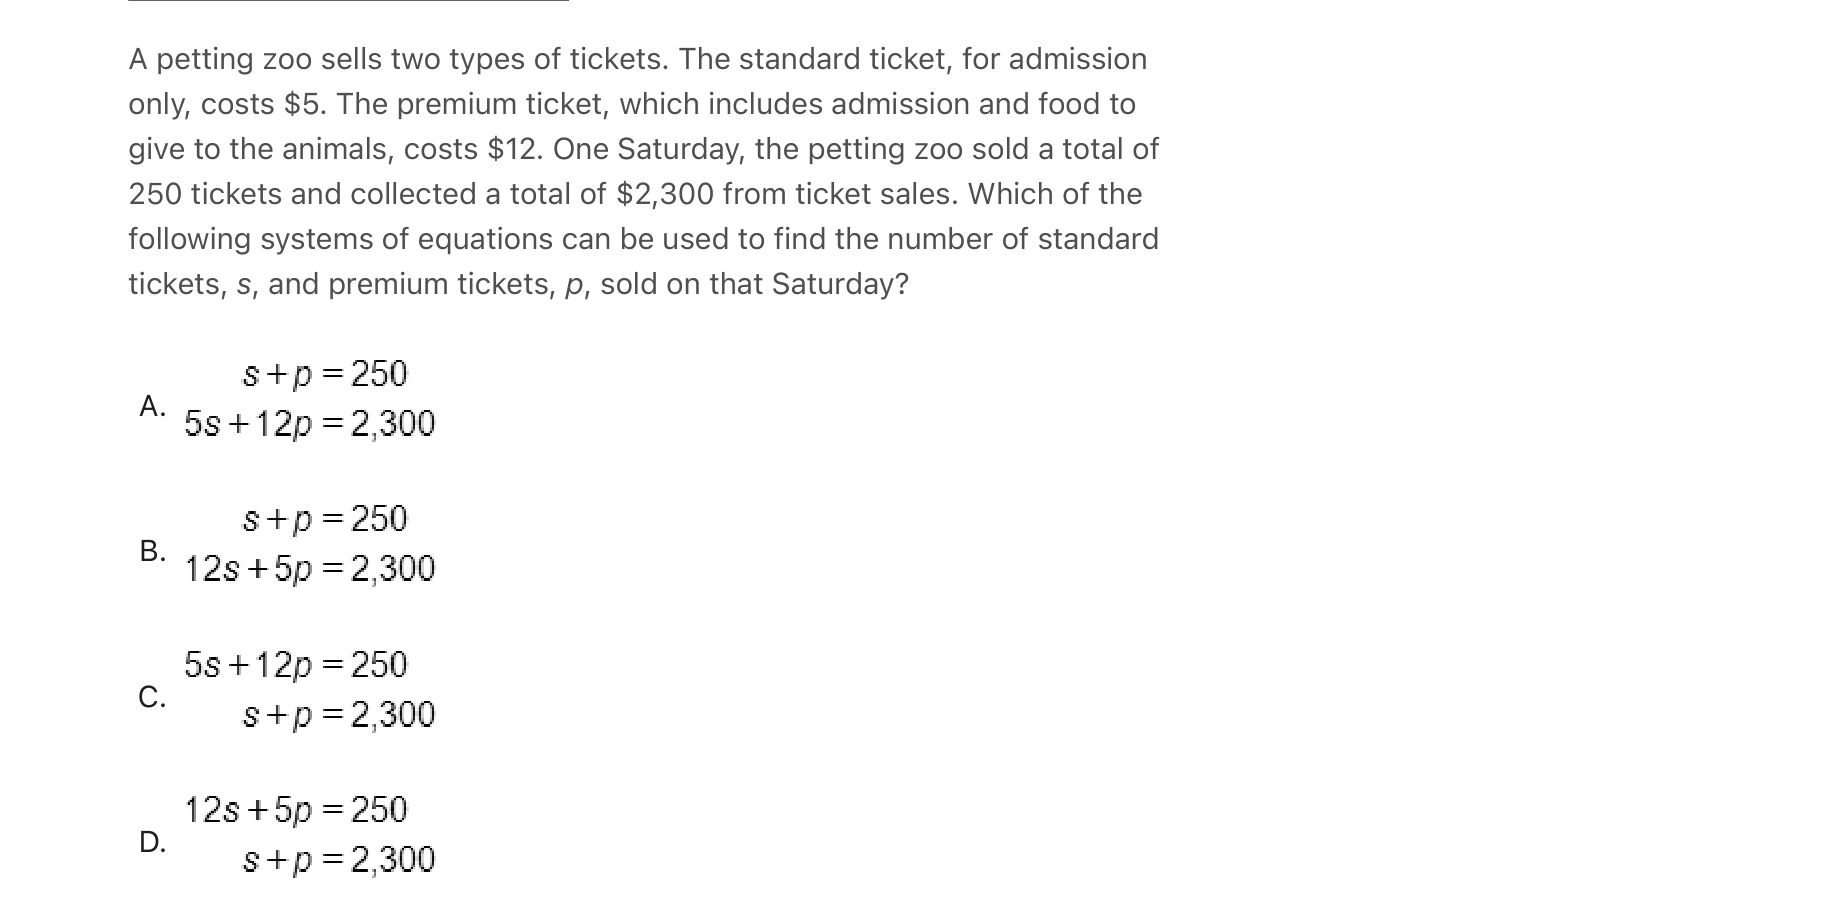 A petting zoo sells two types of tickets. The standard ticket, for admission
only, costs $5. The premium ticket, which includes admission and food to
give to the animals, costs $12. One Saturday, the petting zoo sold a total of
250 tickets and collected a total of $2,300 from ticket sales. Which of the
following systems of equations can be used to find the number of standard
tickets, s, and premium tickets, p, sold on that Saturday?
A.
s+p = 250
5s+12p = 2,300
B.
s+p = 250
12s+5p = 2,300
C.
5s+12p = 250
s+p = 2,300
D.
12s+5p = 250
s+p = 2,300